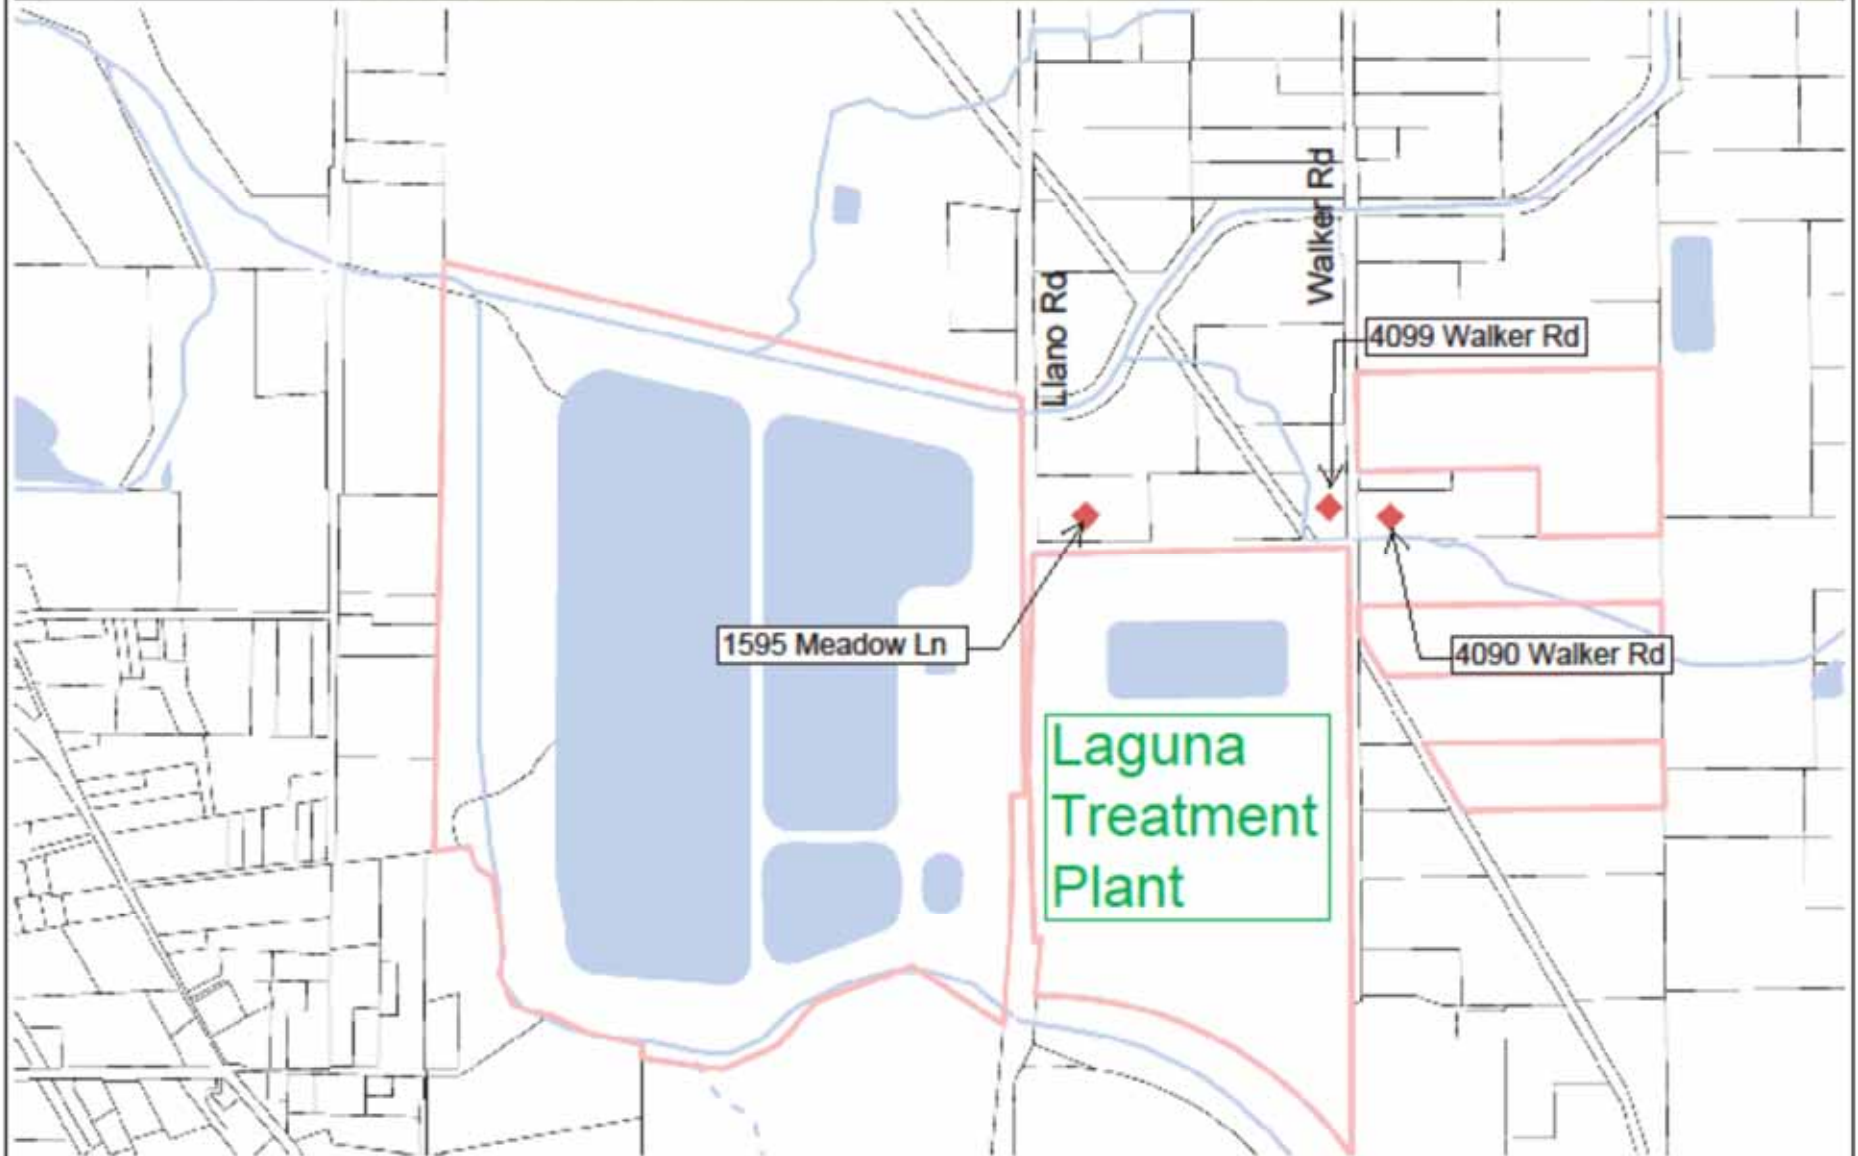 Walker Rd
Llano Rd
4099 Walker Rd
1595 Meadow Ln
4090 Walker Rd
Laguna
Treatment
Plant